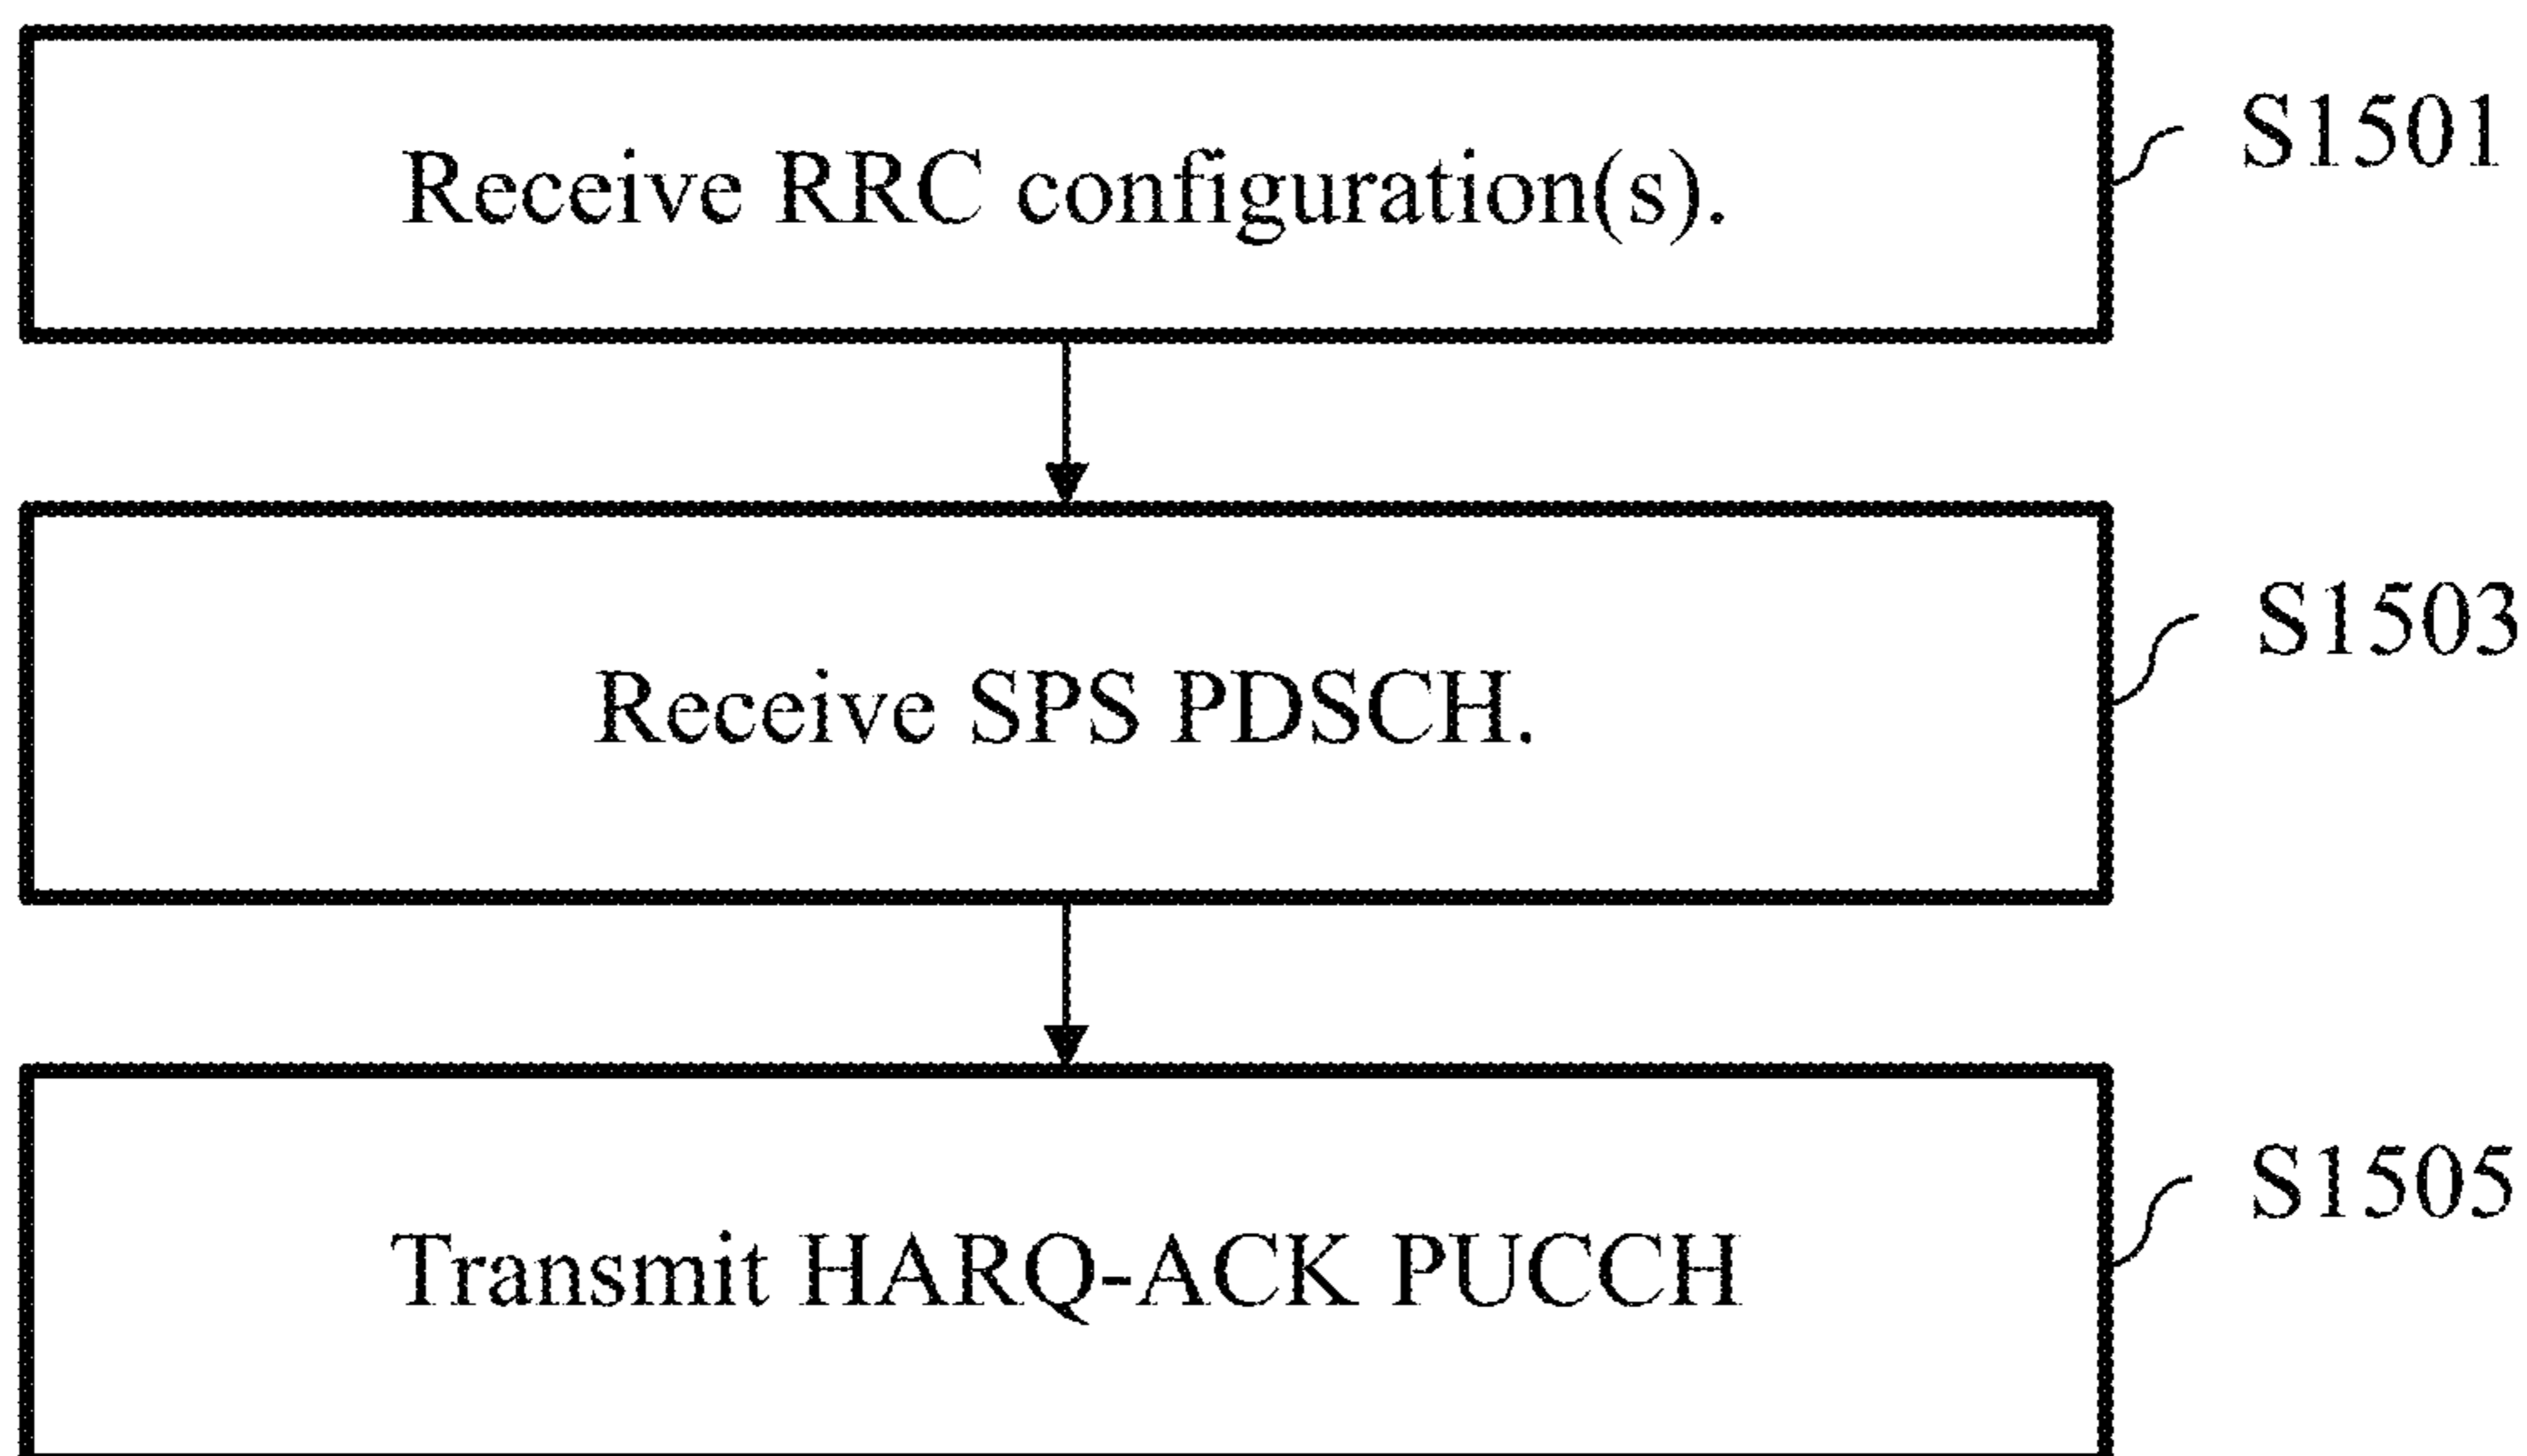 Receive RRC configuration(s).
S1501
Receive SPS PDSCH.
S1503
Transmit HARQ-ACK PUCCH
S1505